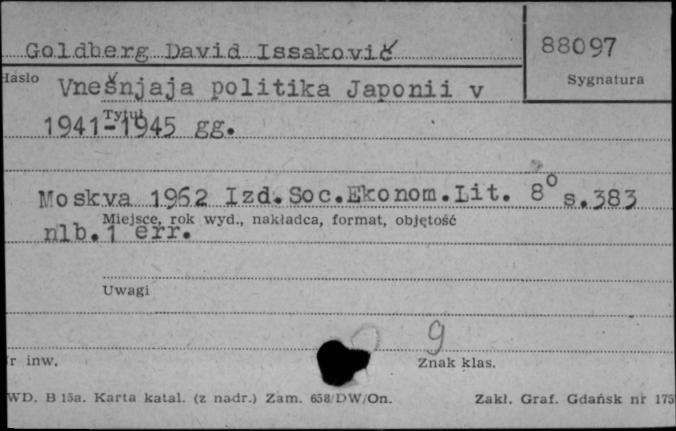 Goldberg David Issaković
88097
Hasło
Sygnatura
Vnešnjaja politika Japonii v
Tytuł
1941-1945 gg.
Moskva 1962 Izd.Soc.Ekonom.Lit. 8° s.383
Miejsce, rok wyd., nakładca, format, objętość
nlb.1 err.
Uwagi
9
r inw.
Znak klas.
WD. B 15a. Karta katal. (z nadr.) Zam. 658/DW/On.
Zakł. Graf. Gdańsk nr 175